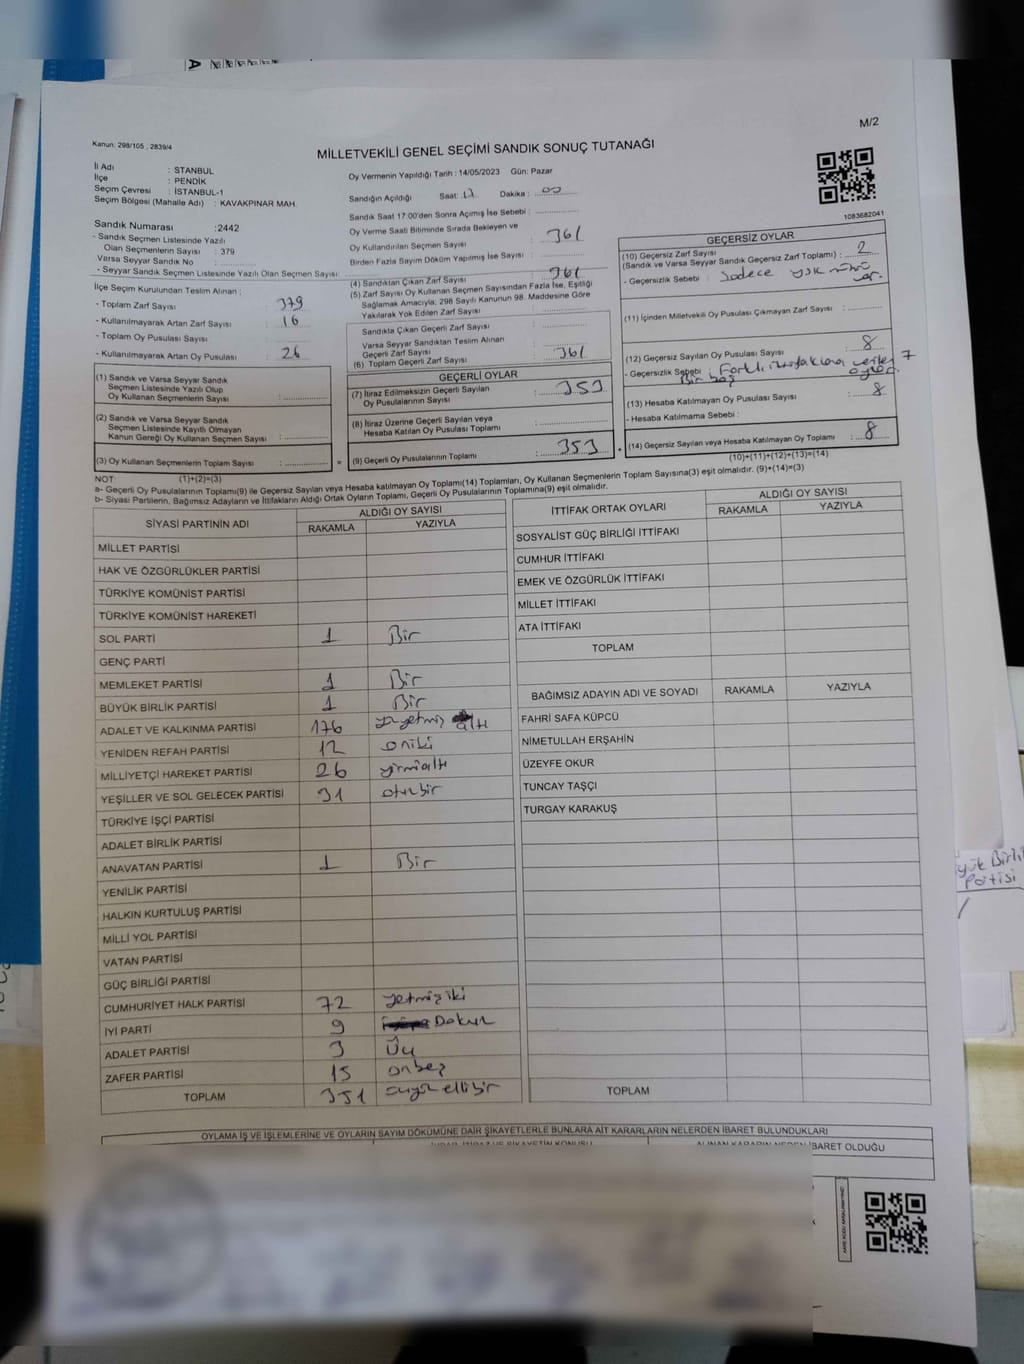 M/2
Kanun: 298/105 , 2839/4
MİLLETVEKİLİ GENEL SEÇİMİ SANDIK SONUÇ TUTANAĞI
İl Adı : STANBUL
İlçe : PENDİK
Seçim Çevresi : İSTANBUL-1
Seçim Bölgesi (Mahalle Adı) : KAVAKPINAR MAH.
Sandık Numarası :2442
- Sandık Seçmen Listesinde Yazılı
Olan Seçmenlerin Sayısı : 379
Varsa Seyyar Sandık No :
- Seyyar Sandık Seçmen Listesinde Yazılı Olan Seçmen Sayısı:
İlçe Seçim Kurulundan Teslim Alınan ;
- Toplam Zarf Sayısı : 379
- Kullanılmayarak Artan Zarf Sayısı : 16
- Toplam Oy Pusulası Sayısı :
- Kullanılmayarak Artan Oy Pusulası : 26
(1) Sandık ve Varsa Seyyar Sandık
Seçmen Listesinde Yazılı Olup
Oy Kullanan Seçmenlerin Sayısı :
(2) Sandık ve Varsa Seyyar Sandık
Seçmen Listesinde Kayıtlı Olmayan
Kanun Gereği Oy Kullanan Seçmen Sayısı :
(3) Oy Kullanan Seçmenlerin Toplam Sayısı :
(1)+(2)=(3)
Oy Vermenin Yapıldığı Tarih : 14/05/2023 Gün: Pazar
Sandığın Açıldığı Saat: 17 Dakika : 00
Sandık Saat 17:00'den Sonra Açımış İse Sebebi :
Oy Verme Saati Bitiminde Sırada Bekleyen ve
Oy Kullandırılan Seçmen Sayısı : 361
Birden Fazla Sayım Döküm Yapılmış İse Sayısı :
(4) Sandıktan Çıkan Zarf Sayısı : 361
(5) Zarf Sayısı Oy Kullanan Seçmen Sayısından Fazla İse, Eşitliği
Sağlamak Amacıyla; 298 Sayılı Kanunun 98. Maddesine Göre
Yakılarak Yok Edilen Zarf Sayısı :
Sandıkta Çıkan Geçerli Zarf Sayısı :
Varsa Seyyar Sandıktan Teslim Alınan
Geçerli Zarf Sayısı :
(6) Toplam Geçerli Zarf Sayısı : 361
GEÇERLİ OYLAR
(7) İtiraz Edilmeksizin Geçerli Sayılan
Oy Pusulalarının Sayısı : 353
(8) İtiraz Üzerine Geçerli Sayılan veya
Hesaba Katılan Oy Pusulası Toplamı :
= (9) Geçerli Oy Pusulalarının Toplamı : 353
1083682041
GEÇERSİZ OYLAR
(10) Geçersiz Zarf Sayısı
(Sandık ve Varsa Seyyar Sandık Geçersiz Zarf Toplamı) : 2
- Geçersizlik Sebebi : Sadece
(11) İçinden Milletvekili Oy Pusulası Çıkmayan Zarf Sayısı :
(12) Geçersiz Sayılan Oy Pusulası Sayısı : 8
- Geçersizlik Sebebi : Farklı ittifaklara verilen 7
Bir boş
(13) Hesaba Katılmayan Oy Pusulası Sayısı : 8
- Hesaba Katılmama Sebebi :
+ (14) Geçersiz Sayılan veya Hesaba Katılmayan Oy Toplamı : 8
(10)+(11)+(12)+(13)=(14)
NOT:
a- Geçerli Oy Pusulalarının Toplamı(9) ile Geçersiz Sayılan veya Hesaba katılmayan Oy Toplamı(14) Toplamları, Oy Kullanan Seçmenlerin Toplam Sayısına(3) eşit olmalıdır. (9)+(14)=(3)
b- Siyasi Partilerin, Bağımsız Adayların ve İttifakların Aldığı Ortak Oyların Toplamı, Geçerli Oy Pusulalarının Toplamına(9) eşit olmalıdır.
SİYASİ PARTİNİN ADI ALDIĞI OY SAYISI
RAKAMLA YAZIYLA
MİLLET PARTİSİ
HAK VE ÖZGÜRLÜKLER PARTİSİ
TÜRKİYE KOMÜNİST PARTİSİ
TÜRKİYE KOMÜNİST HAREKETİ
SOL PARTİ 1 Bir
GENÇ PARTİ
MEMLEKET PARTİSİ 1 Bir
BÜYÜK BİRLİK PARTİSİ 1 Bir
ADALET VE KALKINMA PARTİSİ 176 yüzyetmiş altı
YENİDEN REFAH PARTİSİ 12 oniki
MİLLİYETÇİ HAREKET PARTİSİ 26 yirmialtı
YEŞİLLER VE SOL GELECEK PARTİSİ 31 otuzbir
TÜRKİYE İŞÇİ PARTİSİ
ADALET BİRLİK PARTİSİ
ANAVATAN PARTİSİ 1 Bir
YENİLİK PARTİSİ
HALKIN KURTULUŞ PARTİSİ
MİLLİ YOL PARTİSİ
VATAN PARTİSİ
GÜÇ BİRLİĞİ PARTİSİ
CUMHURİYET HALK PARTİSİ 72 yetmişiki
İYİ PARTİ 9 Dokuz
ADALET PARTİSİ 3 Üç
ZAFER PARTİSİ 15 onbeş
TOPLAM 351 üçyüz ellibir
İTTİFAK ORTAK OYLARI ALDIĞI OY SAYISI
RAKAMLA YAZIYLA
SOSYALİST GÜÇ BİRLİĞİ İTTİFAKI
CUMHUR İTTİFAKI
EMEK VE ÖZGÜRLÜK İTTİFAKI
MİLLET İTTİFAKI
ATA İTTİFAKI
TOPLAM
BAĞIMSIZ ADAYIN ADI VE SOYADI RAKAMLA YAZIYLA
FAHRİ SAFA KÜPCÜ
NİMETULLAH ERŞAHİN
ÜZEYFE OKUR
TUNCAY TAŞÇI
TURGAY KARAKUŞ
TOPLAM
Birlik
Partisi
OYLAMA İŞ VE İŞLEMLERİNE VE OYLARIN SAYIM DÖKÜMÜNE DAİR ŞİKAYETLERLE BUNLARA AİT KARARLARIN NELERDEN İBARET BULUNDUKLARI
ALINAN KARARIN NEDEN İBARET OLDUĞU